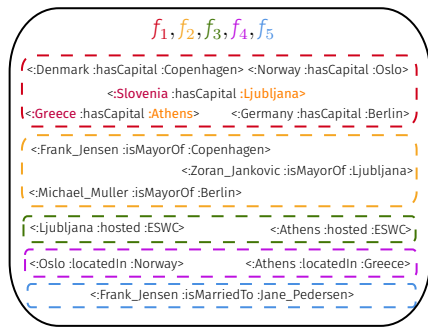 f1,f2,f3,f4,f5
<:Denmark :hasCapital :Copenhagen> <:Norway :hasCapital :Oslo>
<:Slovenia :hasCapital :Ljubljana>
<:Greece :hasCapital :Athens> <:Germany :hasCapital :Berlin>
<:Frank_Jensen :isMayorOf :Copenhagen>
<:Zoran_Jankovic :isMayorOf :Ljubljana>
<:Michael_Muller :isMayorOf :Berlin>
<:Ljubljana :hosted :ESWC> <:Athens :hosted :ESWC>
<:Oslo :locatedIn :Norway> <:Athens :locatedIn :Greece>
<:Frank_Jensen :isMarriedTo :Jane_Pedersen>